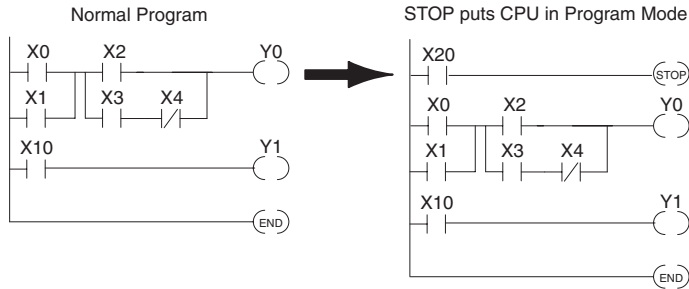 Normal Program
X0 X2 Y0
X1 X3 X4
X10 Y1
END
STOP puts CPU in Program Mode
X20
STOP
X0 X2 Y0
X1 X3 X4
X10 Y1
END